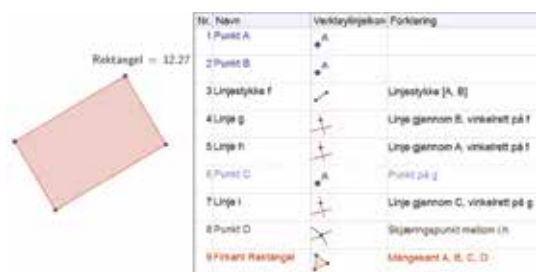 Rektangel = 12.27
Nr. Navn Verktøylinjeikon Forklaring
1 Punkt A A
2 Punkt B A
3 Linjestykke f Linjestykke [A, B]
4 Linje g Linje gjennom B, vinkelrett på f
5 Linje h Linje gjennom A, vinkelrett på f
6 Punkt C A Punkt på g
7 Linje i Linje gjennom C, vinkelrett på g
8 Punkt D Skjæringspunkt mellom i, h
9 Firkant Rektangel Mangekant A, B, C, D